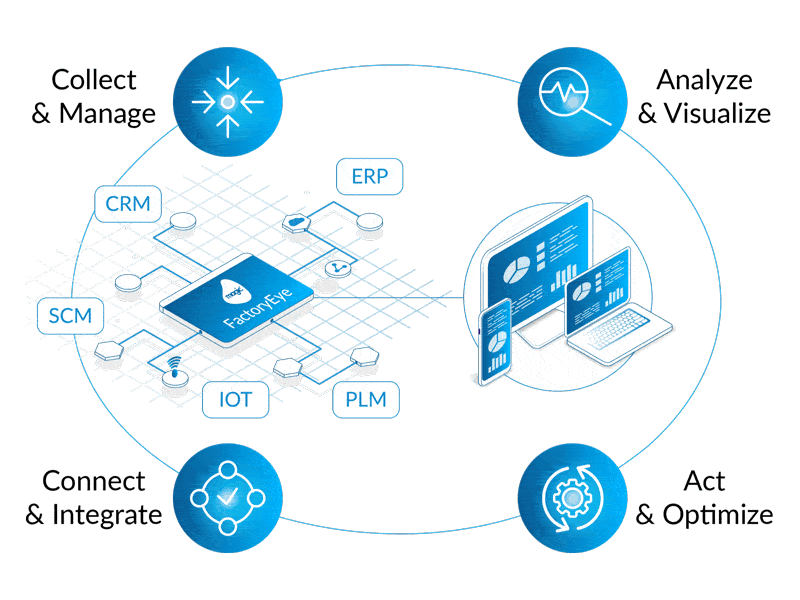 Collect
& Manage
Analyze
& Visualize
ERP
CRM
magic
FactoryEye
SCM
IOT
PLM
Connect
& Integrate
Act
& Optimize